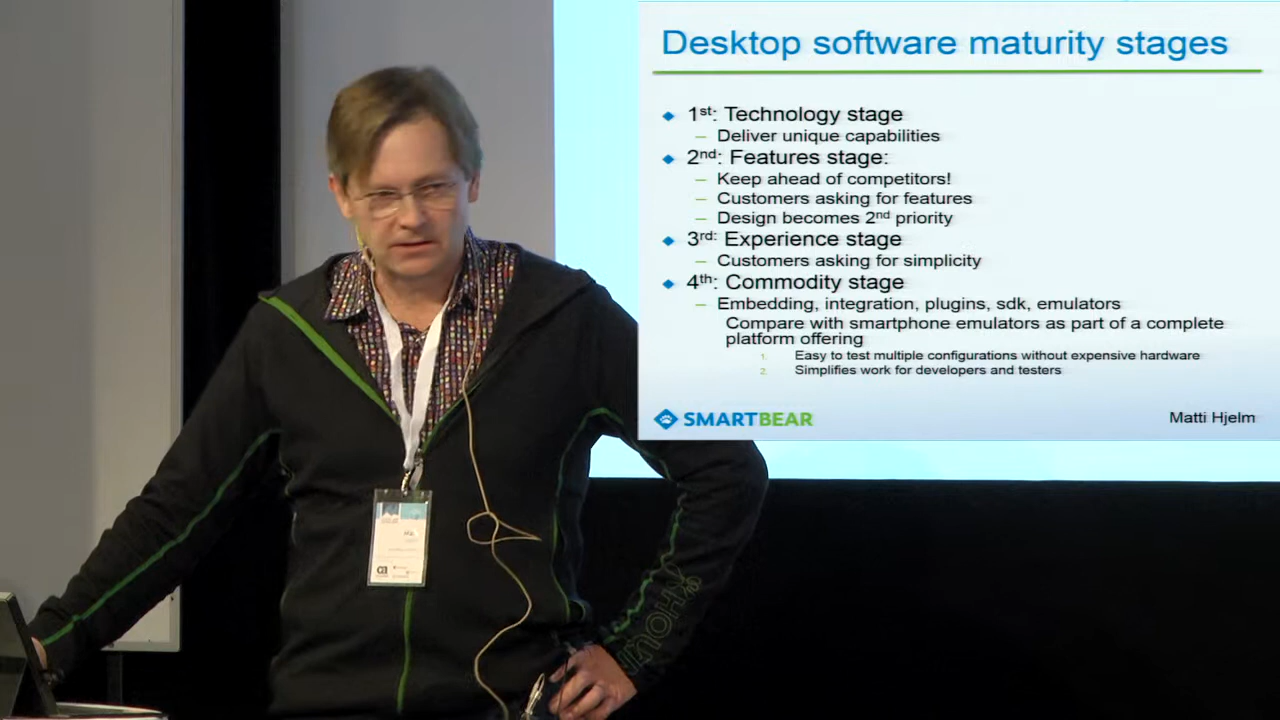 Desktop software maturity stages
1st: Technology stage
– Deliver unique capabilities
2nd: Features stage:
– Keep ahead of competitors!
– Customers asking for features
– Design becomes 2nd priority
3rd: Experience stage
– Customers asking for simplicity
4th: Commodity stage
– Embedding, integration, plugins, sdk, emulators
Compare with smartphone emulators as part of a complete
platform offering
1. Easy to test multiple configurations without expensive hardware
2. Simplifies work for developers and testers
SMARTBEAR
Matti Hjelm